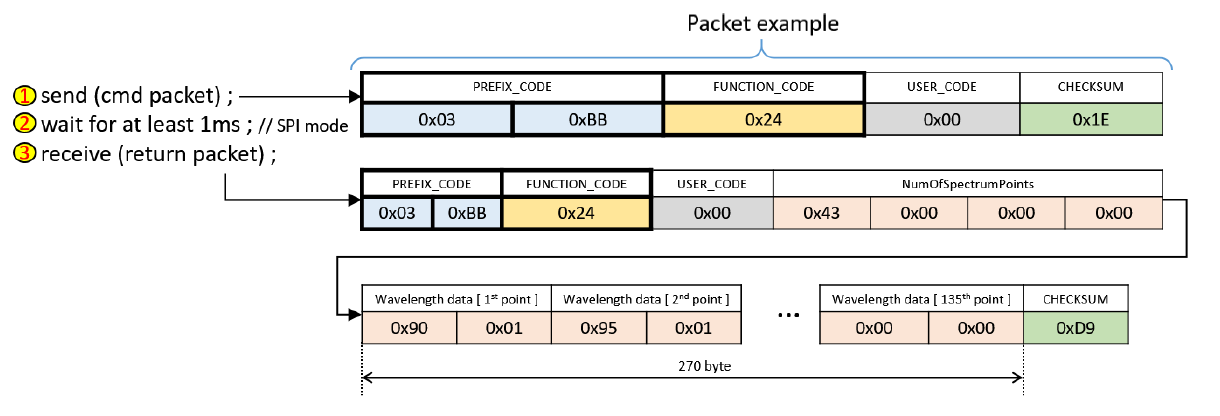 Packet example
1 send (cmd packet) ;
2 wait for at least 1ms ; // SPI mode
3 receive (return packet) ;
PREFIX_CODE FUNCTION_CODE USER_CODE CHECKSUM
0x03 0xBB 0x24 0x00 0x1E
PREFIX_CODE FUNCTION_CODE USER_CODE NumOfSpectrumPoints
0x03 0xBB 0x24 0x00 0x43 0x00 0x00 0x00
Wavelength data [ 1st point ] Wavelength data [ 2nd point ] ... Wavelength data [ 135th point ] CHECKSUM
0x90 0x01 0x95 0x01 0x00 0x00 0xD9
270 byte